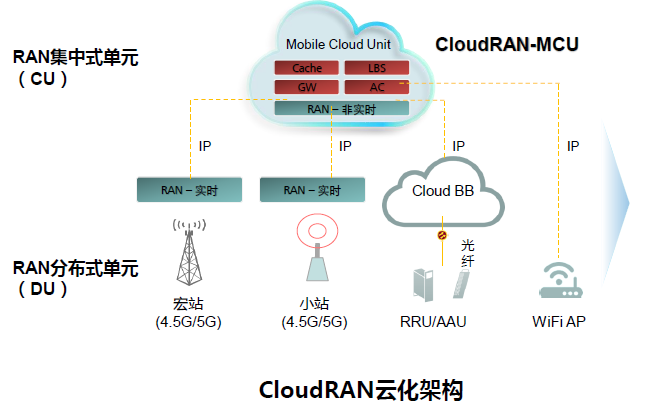 Mobile Cloud Unit
CloudRAN-MCU
RAN集中式单元
（CU）
Cache
LBS
GW
AC
RAN – 非实时
IP
IP
IP
IP
RAN – 实时
RAN – 实时
Cloud BB
光
纤
RAN分布式单元
（DU）
宏站
(4.5G/5G)
小站
(4.5G/5G)
RRU/AAU
WiFi AP
CloudRAN云化架构